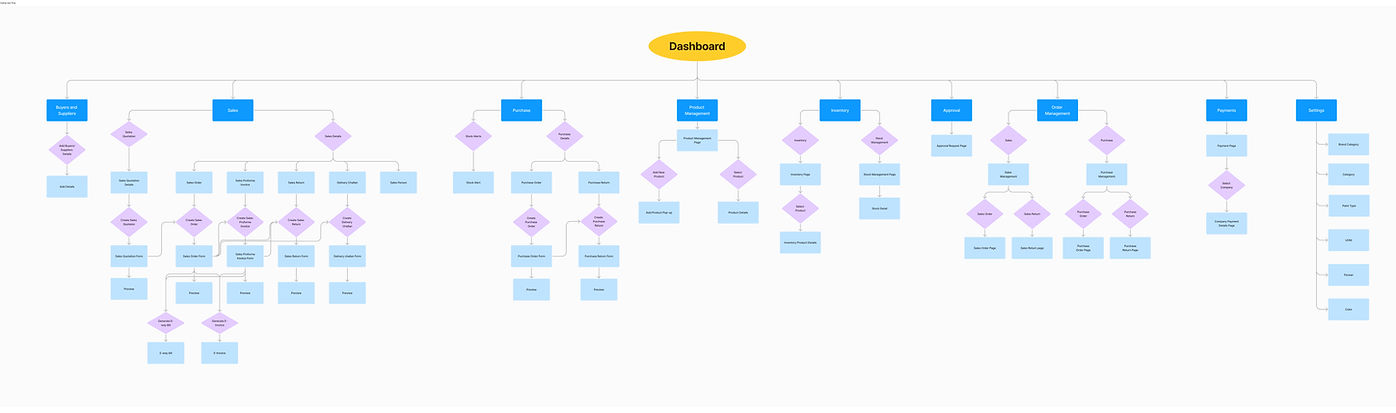 Dashboard
Buyers and
Suppliers
Sales
Purchase
Product
Management
Inventory
Approval
Order
Management
Payments
Settings
Add Buyers/
Suppliers
Details
Add Details
Sales
Quotation
Sales Details
Sales Quotation
Details
Sales Order
Sales Proforma
Invoice
Sales Return
Delivery Challan
Sales Person
Create Sales
Quotaion
Create Sales
Order
Create Sales
Proforma
Invoice
Create Sales
Return
Create
Delivery
Challan
Sales Quotation Form
Sales Order Form
Sales Proforma
Invoice Form
Sales Return Form
Delivery challan Form
Preview
Preview
Preview
Preview
Preview
Generate E-
way Bill
Generate E-
Invoice
E-way bill
E-Invoice
Stock Alerts
Purchase
Details
Stock Alert
Purchase Order
Purchase Return
Create
Purchase
Order
Create
Purchase
Return
Purchase Order Form
Purchase Return Form
Preview
Preview
Product Management
Page
Add New
Product
Select
Product
Add Product Pop-up
Product Details
Inventory
Stock
Management
Inventory Page
Stock Management Page
Select
Product
Stock Detail
Inventory Product Details
Approval Request Page
Sales
Purchase
Sales
Management
Purchase
Management
Sales Order
Sales Return
Purchase
Order
Purchase
Return
Sales Order Page
Sales Return page
Purchase
Order Page
Purchase
Return Page
Payment Page
Select
Company
Company Payment
Details Page
Brand Category
Category
Form Type
UOM
Color